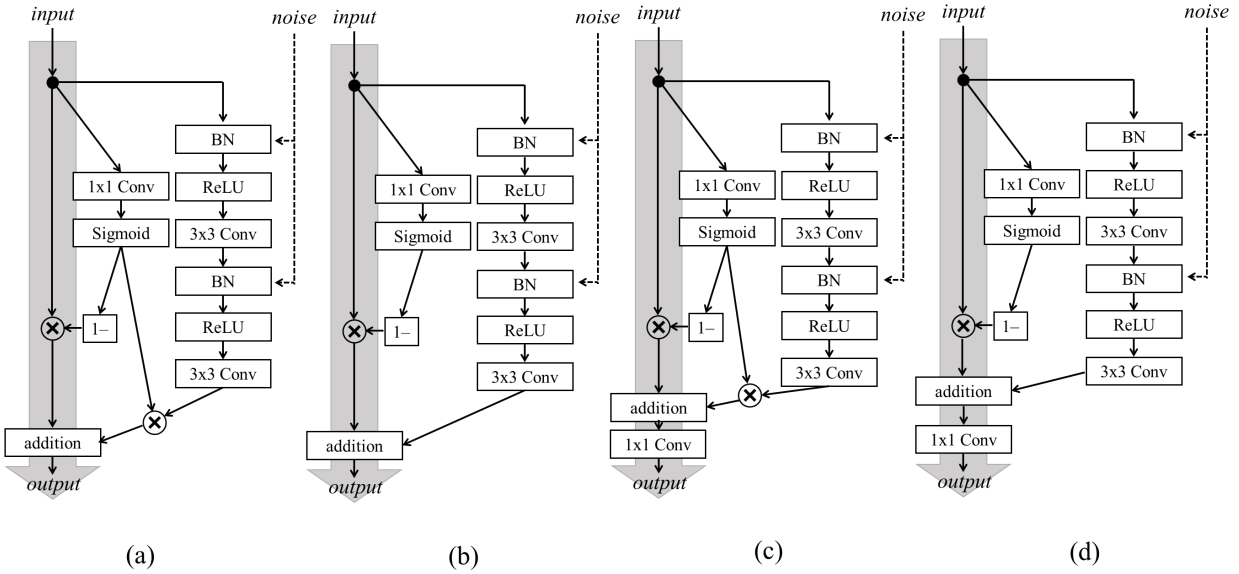 input
noise
BN
1x1 Conv
ReLU
Sigmoid
3x3 Conv
BN
1–
ReLU
3x3 Conv
addition
output
(a)
input
noise
BN
1x1 Conv
ReLU
Sigmoid
3x3 Conv
BN
1–
ReLU
3x3 Conv
addition
output
(b)
input
noise
BN
1x1 Conv
ReLU
Sigmoid
3x3 Conv
BN
1–
ReLU
3x3 Conv
addition
1x1 Conv
output
(c)
input
noise
BN
1x1 Conv
ReLU
Sigmoid
3x3 Conv
BN
1–
ReLU
3x3 Conv
addition
1x1 Conv
output
(d)